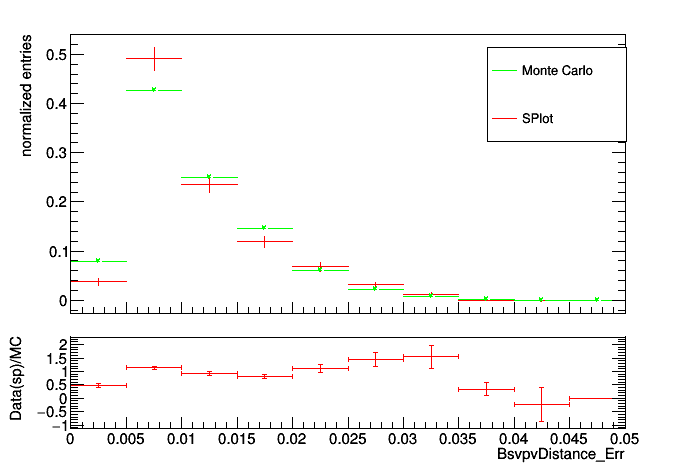 normalized entries
0.5
0.4
0.3
0.2
0.1
0
Monte Carlo
SPlot
Data(sp)/MC
2
1.5
1
0.5
0
−0.5
−1
0 0.005 0.01 0.015 0.02 0.025 0.03 0.035 0.04 0.045 0.05
BsvpvDistance_Err